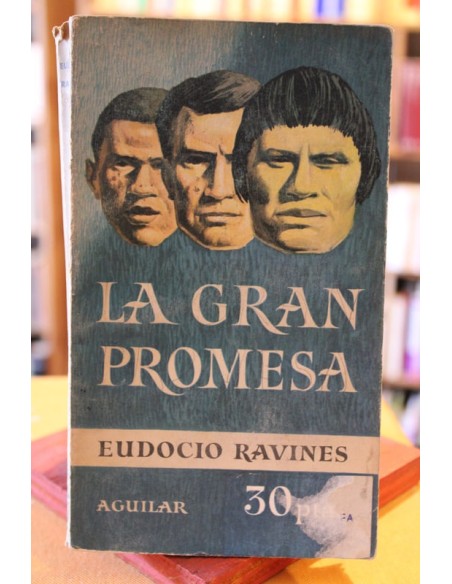 LA GRAN
PROMESA
EUDOCIO RAVINES
AGUILAR 30